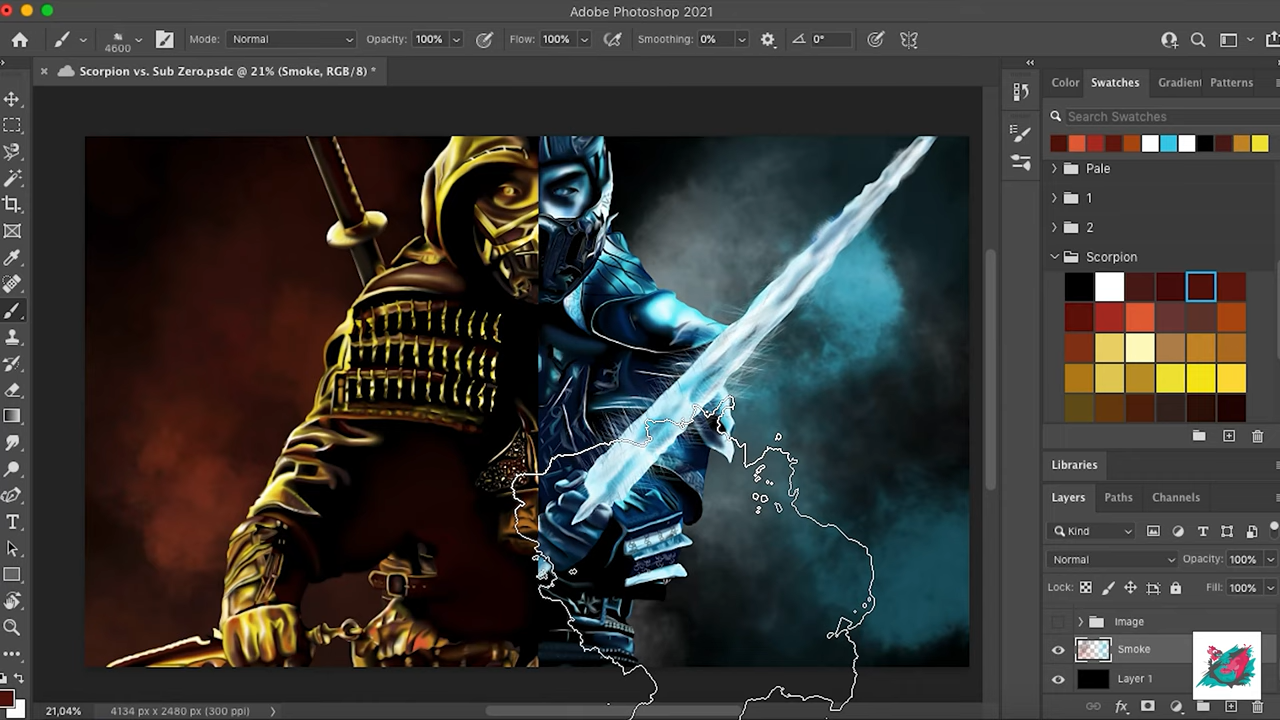 Adobe Photoshop 2021
4600
Mode: Normal
Opacity: 100%
Flow: 100%
Smoothing: 0%
0°
Scorpion vs. Sub Zero.psdc @ 21% (Smoke, RGB/8) *
Color Swatches Gradient Patterns
Search Swatches
Pale
1
2
Scorpion
Libraries
Layers Paths Channels
Kind
Normal Opacity: 100%
Lock: Fill: 100%
Image
Smoke
Layer 1
fx
21,04% 4134 px x 2480 px (300 ppi)